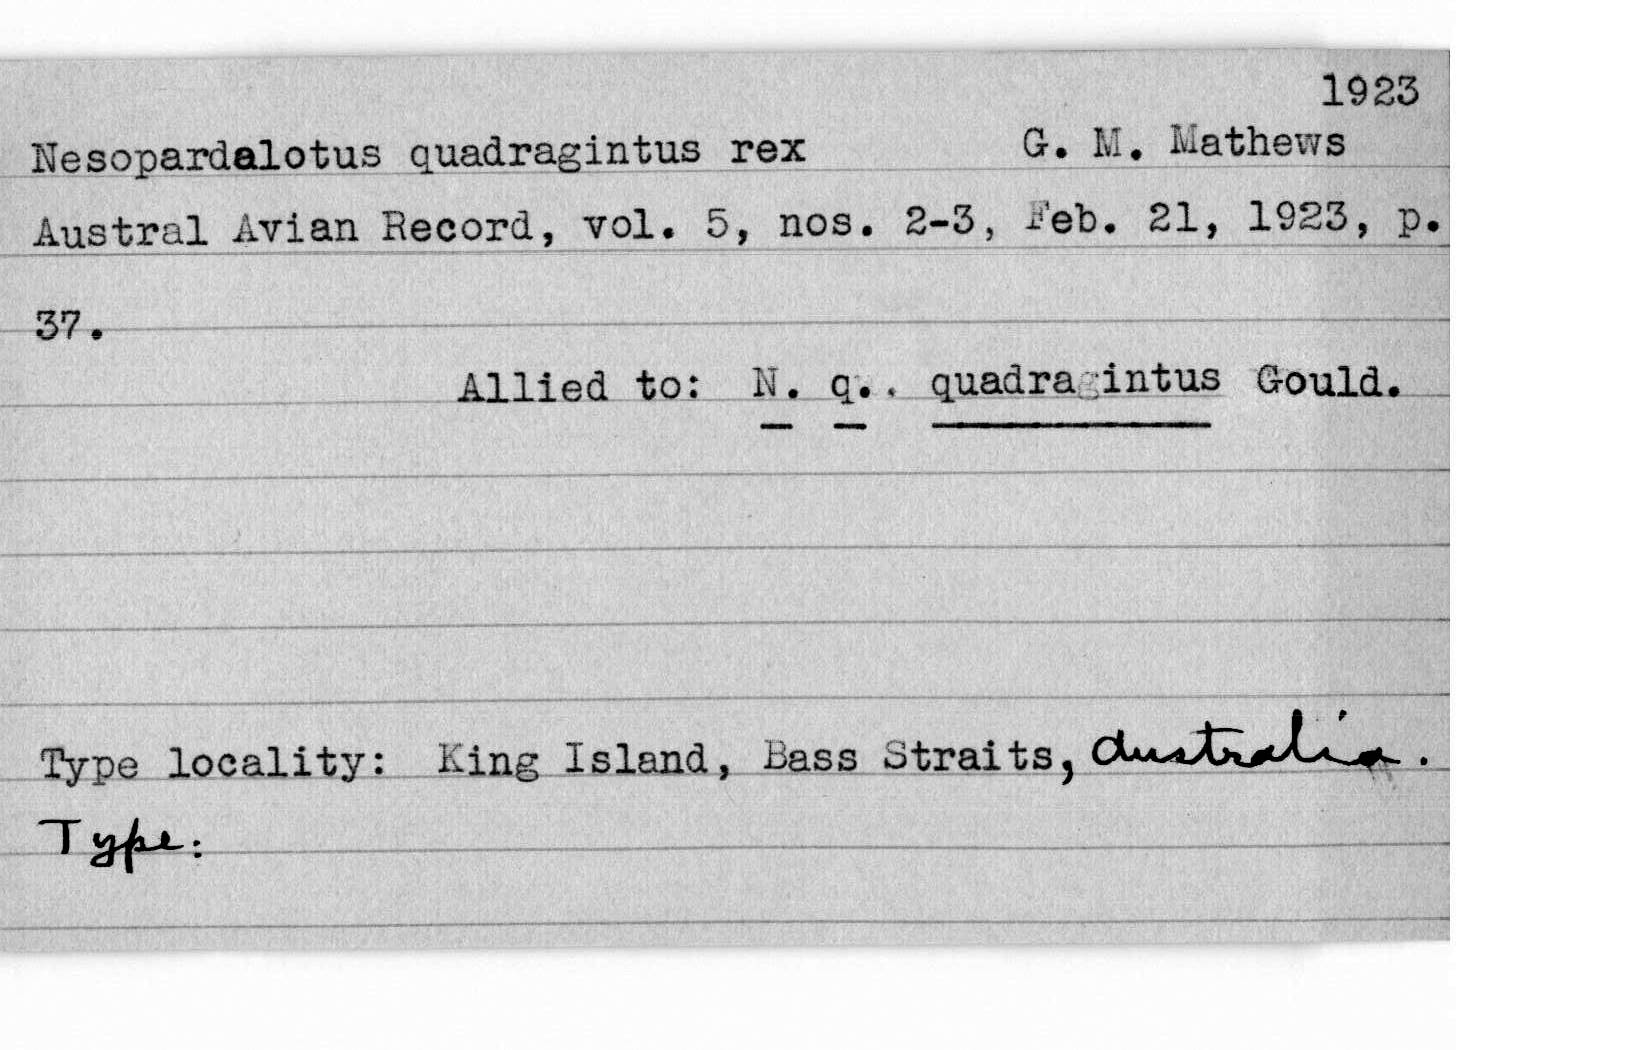 1923
Nesopardalotus quadragintus rex G. M. Mathews
Austral Avian Record, vol. 5, nos. 2-3, Feb. 21, 1923, p.
37.
Allied to: N. q.. quadragintus Gould.
Type locality: King Island, Bass Straits, Australia.
Type: